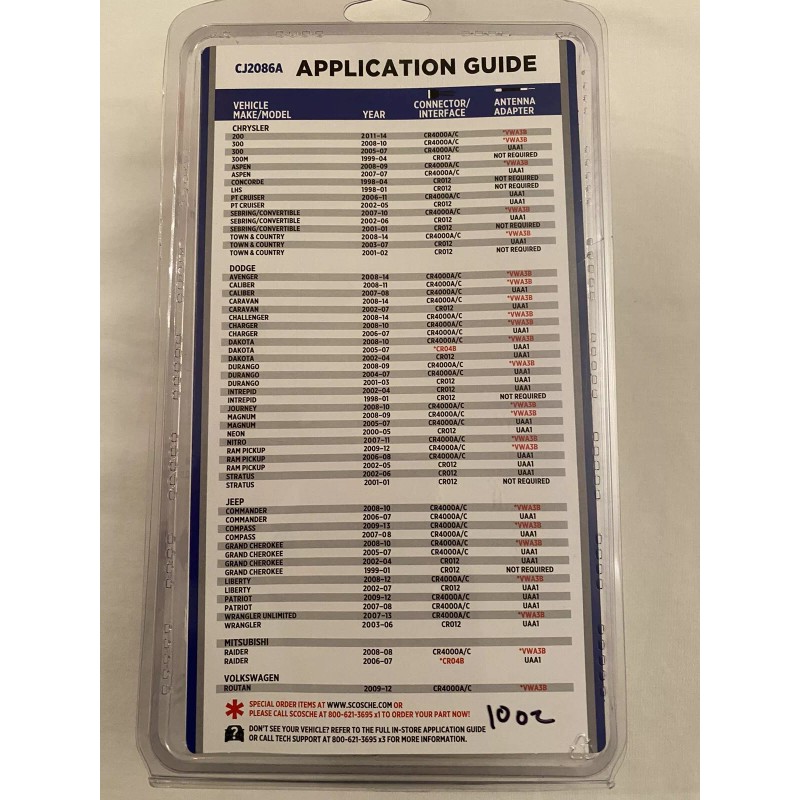 CJ2086A APPLICATION GUIDE
VEHICLE MAKE/MODEL YEAR CONNECTOR/ INTERFACE ANTENNA ADAPTER
CHRYSLER
200 2011-14 CR4000A/C *VWA3B
300 2008-10 CR4000A/C *VWA3B
300 2005-07 CR4000A/C UAA1
300M 1999-04 CR012 NOT REQUIRED
ASPEN 2008-09 CR4000A/C *VWA3B
ASPEN 2007-07 CR4000A/C UAA1
CONCORDE 1998-04 CR012 NOT REQUIRED
LHS 1998-01 CR012 NOT REQUIRED
PT CRUISER 2006-11 CR4000A/C UAA1
PT CRUISER 2002-05 CR012 UAA1
SEBRING/CONVERTIBLE 2007-10 CR4000A/C *VWA3B
SEBRING/CONVERTIBLE 2002-06 CR012 UAA1
SEBRING/CONVERTIBLE 2001-01 CR012 NOT REQUIRED
TOWN & COUNTRY 2008-14 CR4000A/C *VWA3B
TOWN & COUNTRY 2003-07 CR012 UAA1
TOWN & COUNTRY 2001-02 CR012 NOT REQUIRED
DODGE
AVENGER 2008-14 CR4000A/C *VWA3B
CALIBER 2008-11 CR4000A/C *VWA3B
CALIBER 2007-08 CR4000A/C UAA1
CARAVAN 2008-14 CR4000A/C *VWA3B
CARAVAN 2002-07 CR012 UAA1
CHALLENGER 2008-14 CR4000A/C *VWA3B
CHARGER 2008-10 CR4000A/C *VWA3B
CHARGER 2006-07 CR4000A/C UAA1
DAKOTA 2008-10 CR4000A/C *VWA3B
DAKOTA 2005-07 *CR04B UAA1
DAKOTA 2002-04 CR012 UAA1
DURANGO 2008-09 CR4000A/C *VWA3B
DURANGO 2004-07 CR4000A/C UAA1
DURANGO 2001-03 CR012 UAA1
INTREPID 2002-04 CR012 UAA1
INTREPID 1998-01 CR012 NOT REQUIRED
JOURNEY 2008-10 CR4000A/C *VWA3B
MAGNUM 2008-09 CR4000A/C *VWA3B
MAGNUM 2005-07 CR4000A/C UAA1
NEON 2000-05 CR012 UAA1
NITRO 2007-11 CR4000A/C *VWA3B
RAM PICKUP 2009-12 CR4000A/C *VWA3B
RAM PICKUP 2006-08 CR4000A/C UAA1
RAM PICKUP 2002-05 CR012 UAA1
STRATUS 2002-06 CR012 UAA1
STRATUS 2001-01 CR012 NOT REQUIRED
JEEP
COMMANDER 2008-10 CR4000A/C *VWA3B
COMMANDER 2006-07 CR4000A/C UAA1
COMPASS 2009-13 CR4000A/C *VWA3B
COMPASS 2007-08 CR4000A/C UAA1
GRAND CHEROKEE 2008-10 CR4000A/C *VWA3B
GRAND CHEROKEE 2005-07 CR4000A/C UAA1
GRAND CHEROKEE 2002-04 CR012 UAA1
GRAND CHEROKEE 1999-01 CR012 NOT REQUIRED
LIBERTY 2008-12 CR4000A/C *VWA3B
LIBERTY 2002-07 CR012 UAA1
PATRIOT 2009-12 CR4000A/C *VWA3B
PATRIOT 2007-08 CR4000A/C UAA1
WRANGLER UNLIMITED 2007-13 CR4000A/C *VWA3B
WRANGLER 2003-06 CR012 UAA1
MITSUBISHI
RAIDER 2008-08 CR4000A/C *VWA3B
RAIDER 2006-07 *CR04B UAA1
VOLKSWAGEN
ROUTAN 2009-12 CR4000A/C *VWA3B
* SPECIAL ORDER ITEMS AT WWW.SCOSCHE.COM OR
PLEASE CALL SCOSCHE AT 800-621-3695 x1 TO ORDER YOUR PART NOW!
? DON'T SEE YOUR VEHICLE? REFER TO THE FULL IN-STORE APPLICATION GUIDE
OR CALL TECH SUPPORT AT 800-621-3695 x3 FOR MORE INFORMATION.
10oz